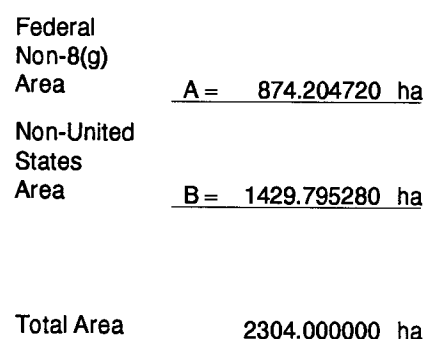 Federal
Non-8(g)
Area A = 874.204720 ha
Non-United
States
Area B = 1429.795280 ha
Total Area 2304.000000 ha